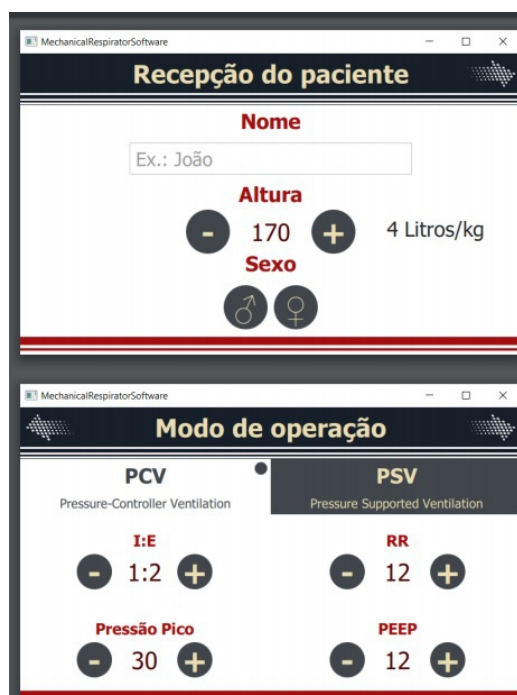 MechanicalRespiratorSoftware
Recepção do paciente
Nome
Ex.: João
Altura
- 170 + 4 Litros/kg
Sexo
♂ ♀
MechanicalRespiratorSoftware
Modo de operação
PCV PSV
Pressure-Controller Ventilation Pressure Supported Ventilation
I:E RR
- 1:2 + - 12 +
Pressão Pico PEEP
- 30 + - 12 +